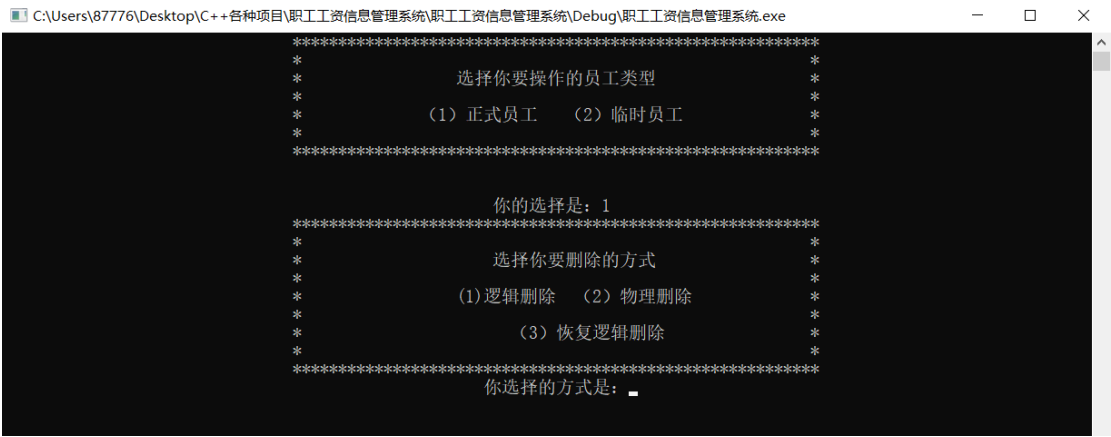 C:\Users\87776\Desktop\C++各种项目\职工工资信息管理系统\职工工资信息管理系统\Debug\职工工资信息管理系统.exe
**********************************************************
* *
* 选择你要操作的员工类型 *
* *
* （1）正式员工 （2）临时员工 *
* *
**********************************************************
你的选择是：1
**********************************************************
* *
* 选择你要删除的方式 *
* *
* (1)逻辑删除 （2）物理删除 *
* *
* （3）恢复逻辑删除 *
* *
**********************************************************
你选择的方式是：